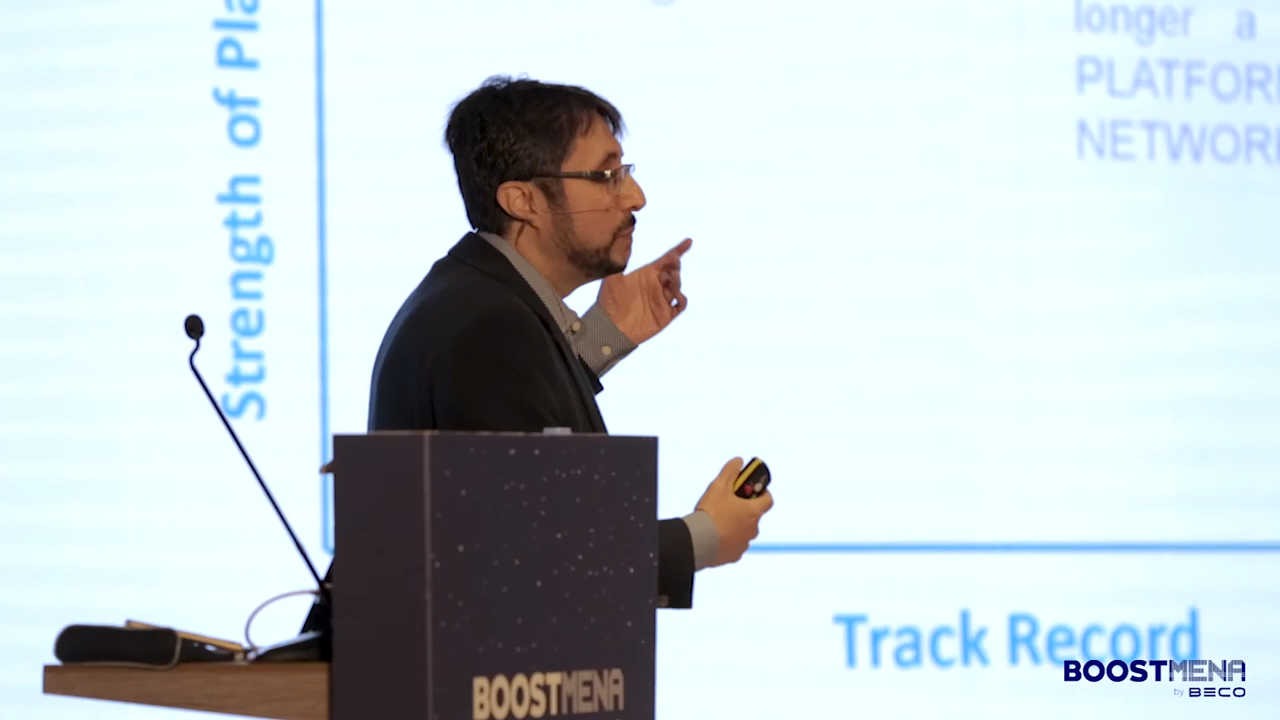 Strength of Pla
longer a
PLATFOR
NETWOR
Track Record
BOOSTMENA
BOOSTMENA
by BECO